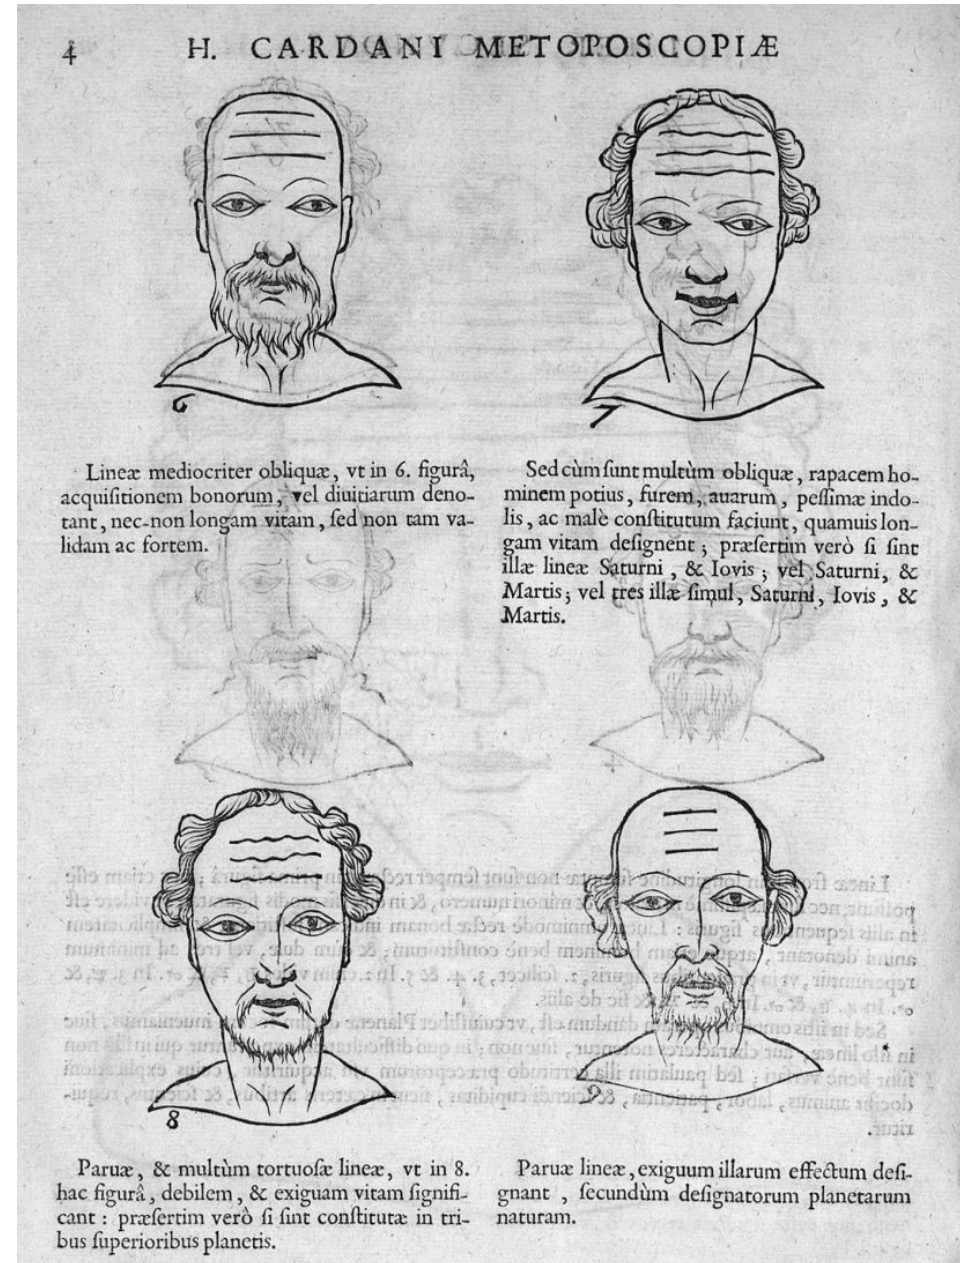 4 H. CARDANI METOPOSCOPIÆ
6
7
Lineæ mediocriter obliquæ, vt in 6. figurâ,
acquiſitionem bonorum, vel diuitiarum deno-
tant, nec-non longam vitam, ſed non tam va-
lidam ac fortem.
Sed cùm ſunt multùm obliquæ, rapacem ho-
minem potius, furem, auarum, peſſimæ indo-
lis, ac malè conſtitutum faciunt, quamuis lon-
gam vitam deſignent; præſertim verò ſi ſint
illæ lineæ Saturni, & Iovis; vel Saturni, &
Martis; vel tres illæ ſimul, Saturni, Iovis, &
Martis.
8
9
Paruæ, & multùm tortuoſæ lineæ, vt in 8.
hac figurâ, debilem, & exiguam vitam ſignifi-
cant: præſertim verò ſi ſint conſtitutæ in tri-
bus ſuperioribus planetis.
Paruæ lineæ, exiguum illarum effectum deſi-
gnant, ſecundùm deſignatorum planetarum
naturam.